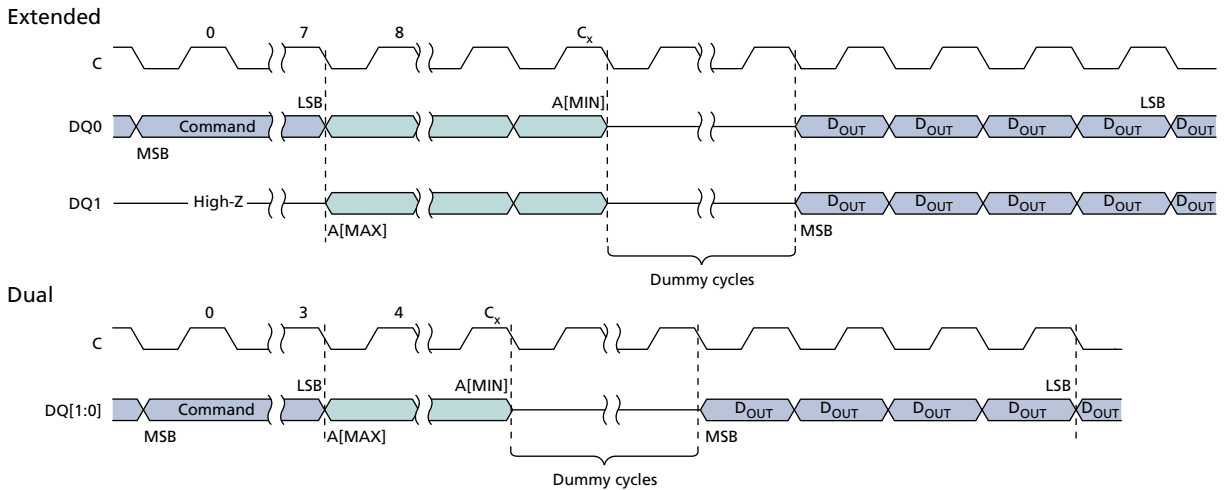 Extended
0 7 8 Cx
C
LSB A[MIN] LSB
DQ0 Command DOUT DOUT DOUT DOUT DOUT
MSB
DQ1 High-Z DOUT DOUT DOUT DOUT DOUT
A[MAX] MSB
Dummy cycles
Dual
0 3 4 Cx
C
LSB A[MIN] LSB
DQ[1:0] Command DOUT DOUT DOUT DOUT DOUT
MSB A[MAX] MSB
Dummy cycles